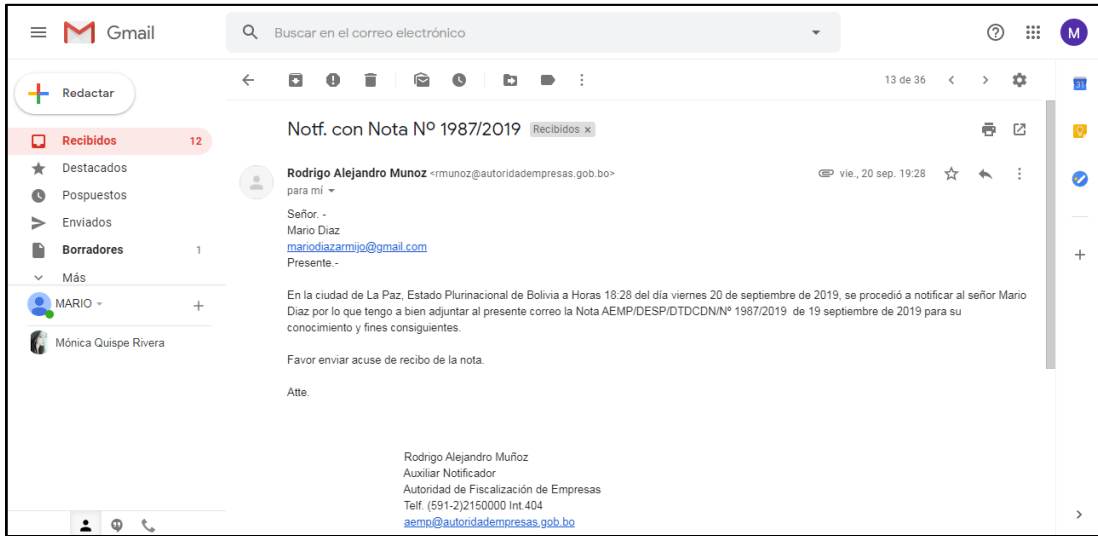 Gmail
Buscar en el correo electrónico
M
Redactar
13 de 36
31
Recibidos 12
Destacados
Pospuestos
Enviados
Borradores 1
Más
MARIO
Mónica Quispe Rivera
Notf. con Nota Nº 1987/2019 Recibidos x
Rodrigo Alejandro Munoz <rmunoz@autoridadempresas.gob.bo> vie., 20 sep. 19:28
para mí
Señor. -
Mario Diaz
mariodiazarmijo@gmail.com
Presente.-
En la ciudad de La Paz, Estado Plurinacional de Bolivia a Horas 18:28 del día viernes 20 de septiembre de 2019, se procedió a notificar al señor Mario
Diaz por lo que tengo a bien adjuntar al presente correo la Nota AEMP/DESP/DTDCDN/Nº 1987/2019 de 19 septiembre de 2019 para su
conocimiento y fines consiguientes.
Favor enviar acuse de recibo de la nota.
Atte.
Rodrigo Alejandro Muñoz
Auxiliar Notificador
Autoridad de Fiscalización de Empresas
Telf. (591-2)2150000 Int.404
aemp@autoridadempresas.gob.bo